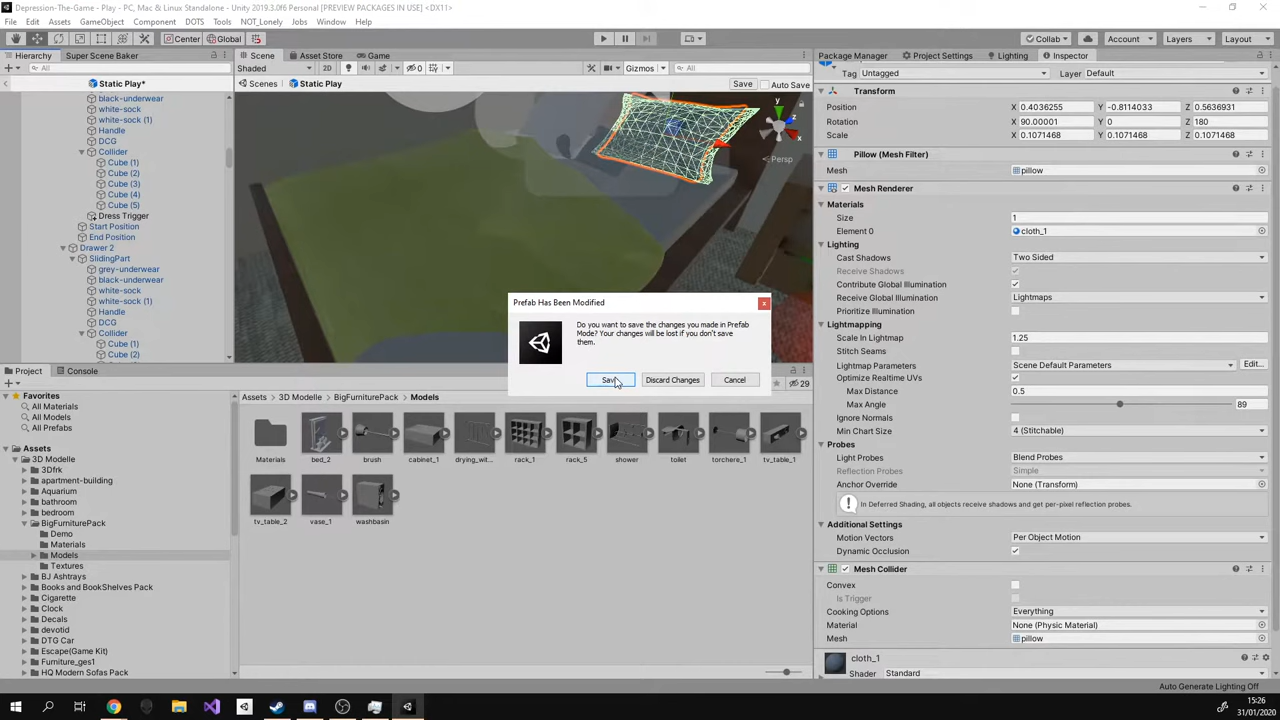 Depression-The-Game - Play - PC, Mac & Linux Standalone - Unity 2019.3.0f6 Personal [PREVIEW PACKAGES IN USE] <DX11>
File Edit Assets GameObject Component DOTS Tools NOT_Lonely Jobs Window Help
Center Global Collab Account Layers Layout
Hierarchy Super Scene Baker
All
Static Play*
black-underwear
white-sock
white-sock (1)
Handle
DCG
Collider
Cube (1)
Cube (2)
Cube (3)
Cube (4)
Cube (5)
Dress Trigger
Start Position
End Position
Drawer 2
SlidingPart
grey-underwear
black-underwear
white-sock
white-sock (1)
Handle
DCG
Collider
Cube (1)
Cube (2)
Scene Asset Store Game
Shaded 2D 0 Gizmos All
Scenes Static Play Save Auto Save
y
z
x
Persp
Prefab Has Been Modified
Do you want to save the changes you made in Prefab
Mode? Your changes will be lost if you don't save
them.
Save Discard Changes Cancel
Project Console
29
Favorites
All Materials
All Models
All Prefabs
Assets
3D Modelle
3Dfrk
apartment-building
Aquarium
bathroom
bedroom
BigFurniturePack
Demo
Materials
Models
Textures
BJ Ashtrays
Books and BookShelves Pack
Cigarette
Clock
Decals
devotid
DTG Car
Escape(Game Kit)
Furniture_ges1
HQ Modern Sofas Pack
Assets 3D Modelle BigFurniturePack Models
Materials bed_2 brush cabinet_1 drying_wit... rack_1 rack_5 shower toilet torchere_1 tv_table_1
tv_table_2 vase_1 washbasin
Package Manager Project Settings Lighting Inspector
Tag Untagged Layer Default
Transform
Position X 0.4036255 Y -0.8114033 Z 0.5636931
Rotation X 90.00001 Y 0 Z 180
Scale X 0.1071468 Y 0.1071468 Z 0.1071468
Pillow (Mesh Filter)
Mesh pillow
Mesh Renderer
Materials
Size 1
Element 0 cloth_1
Lighting
Cast Shadows Two Sided
Receive Shadows
Contribute Global Illumination
Receive Global Illumination Lightmaps
Prioritize Illumination
Lightmapping
Scale In Lightmap 1.25
Stitch Seams
Lightmap Parameters Scene Default Parameters Edit...
Optimize Realtime UVs
Max Distance 0.5
Max Angle 89
Ignore Normals
Min Chart Size 4 (Stitchable)
Probes
Light Probes Blend Probes
Reflection Probes Simple
Anchor Override None (Transform)
In Deferred Shading, all objects receive shadows and get per-pixel reflection probes.
Additional Settings
Motion Vectors Per Object Motion
Dynamic Occlusion
Mesh Collider
Convex
Is Trigger
Cooking Options Everything
Material None (Physic Material)
Mesh pillow
cloth_1
Shader Standard
Auto Generate Lighting Off
15:26
31/01/2020